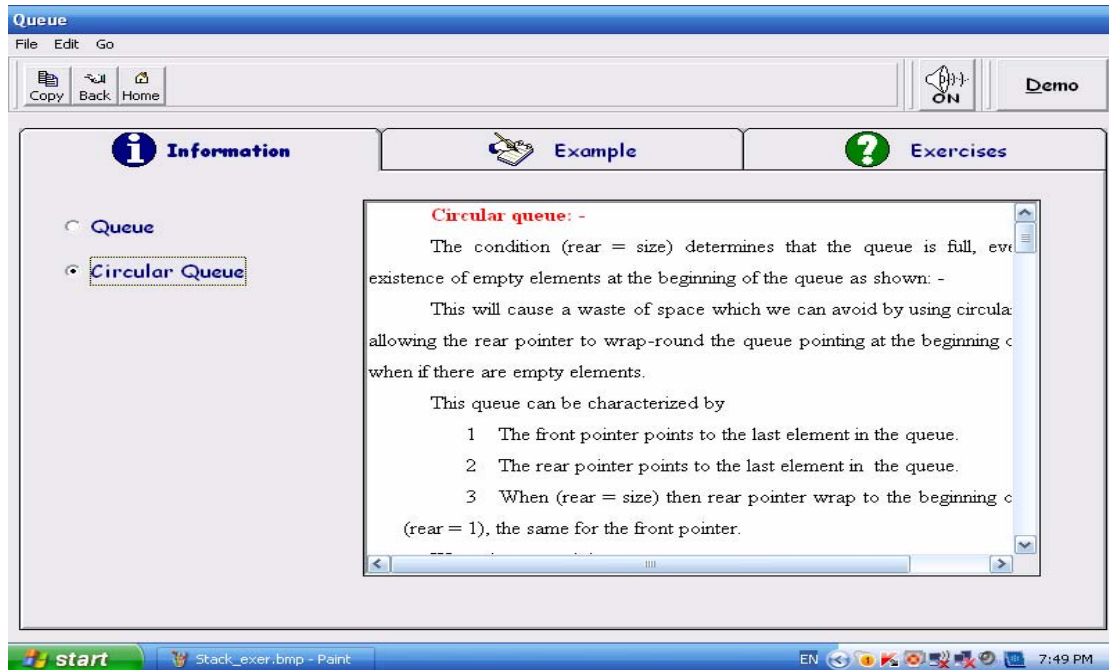 Queue
File Edit Go
Copy Back Home
ON
Demo
Information
Example
Exercises
Queue
Circular Queue
Circular queue: -
The condition (rear = size) determines that the queue is full, eve
existence of empty elements at the beginning of the queue as shown: -
This will cause a waste of space which we can avoid by using circula
allowing the rear pointer to wrap-round the queue pointing at the beginning
when if there are empty elements.
This queue can be characterized by
1 The front pointer points to the last element in the queue.
2 The rear pointer points to the last element in the queue.
3 When (rear = size) then rear pointer wrap to the beginning
(rear = 1), the same for the front pointer.
start
Stack_exer.bmp - Paint
EN
7:49 PM